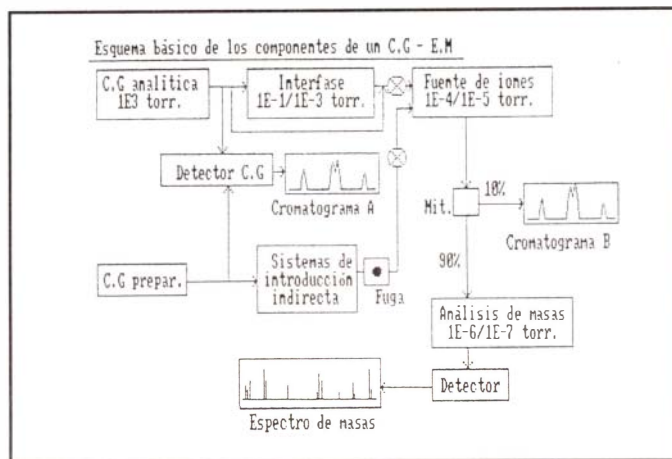 Esquema básico de los componentes de un C.G - E.M
C.G analítica
1E3 torr.
Interfase
1E-1/1E-3 torr.
Fuente de iones
1E-4/1E-5 torr.
Detector C.G
Cromatograma A
Mit.
10%
Cromatograma B
90%
C.G prepar.
Sistemas de
introducción
indirecta
Fuga
Análisis de masas
1E-6/1E-7 torr.
Detector
Espectro de masas